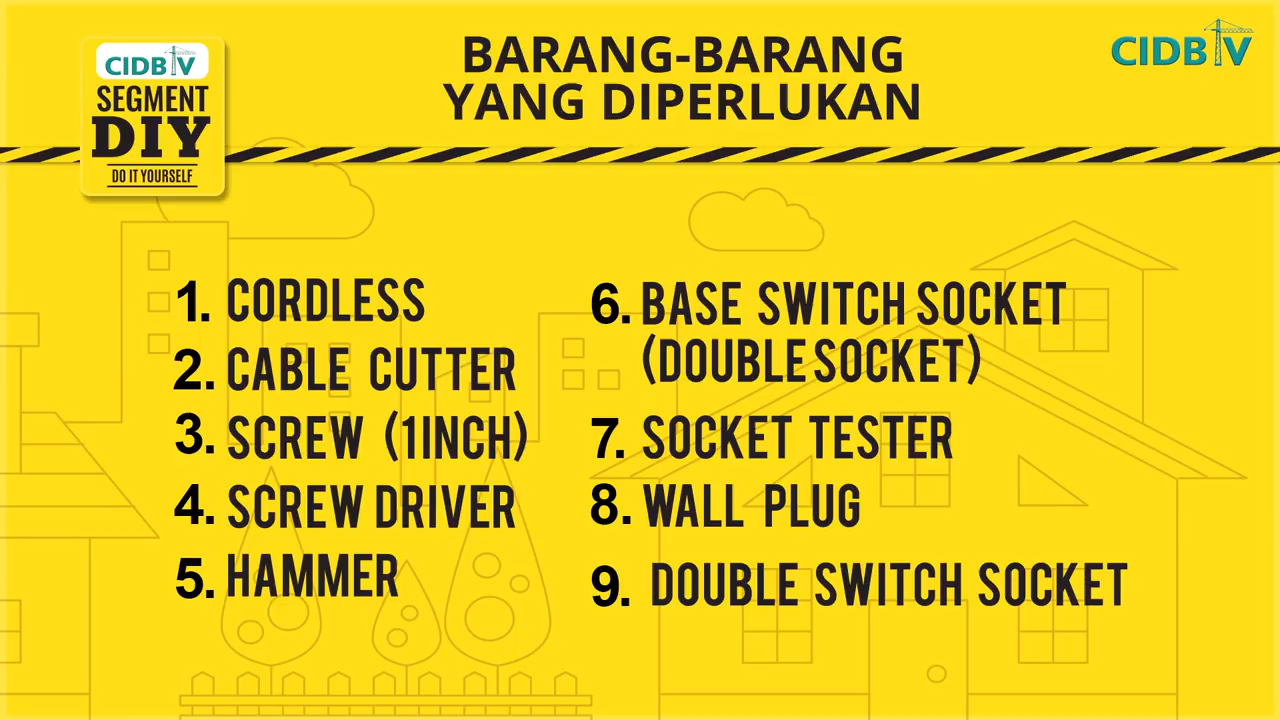 CIDB TV
SEGMENT
DIY
DO IT YOURSELF
BARANG-BARANG
YANG DIPERLUKAN
CIDB TV
1. CORDLESS
2. CABLE CUTTER
3. SCREW (1INCH)
4. SCREW DRIVER
5. HAMMER
6. BASE SWITCH SOCKET
(DOUBLE SOCKET)
7. SOCKET TESTER
8. WALL PLUG
9. DOUBLE SWITCH SOCKET